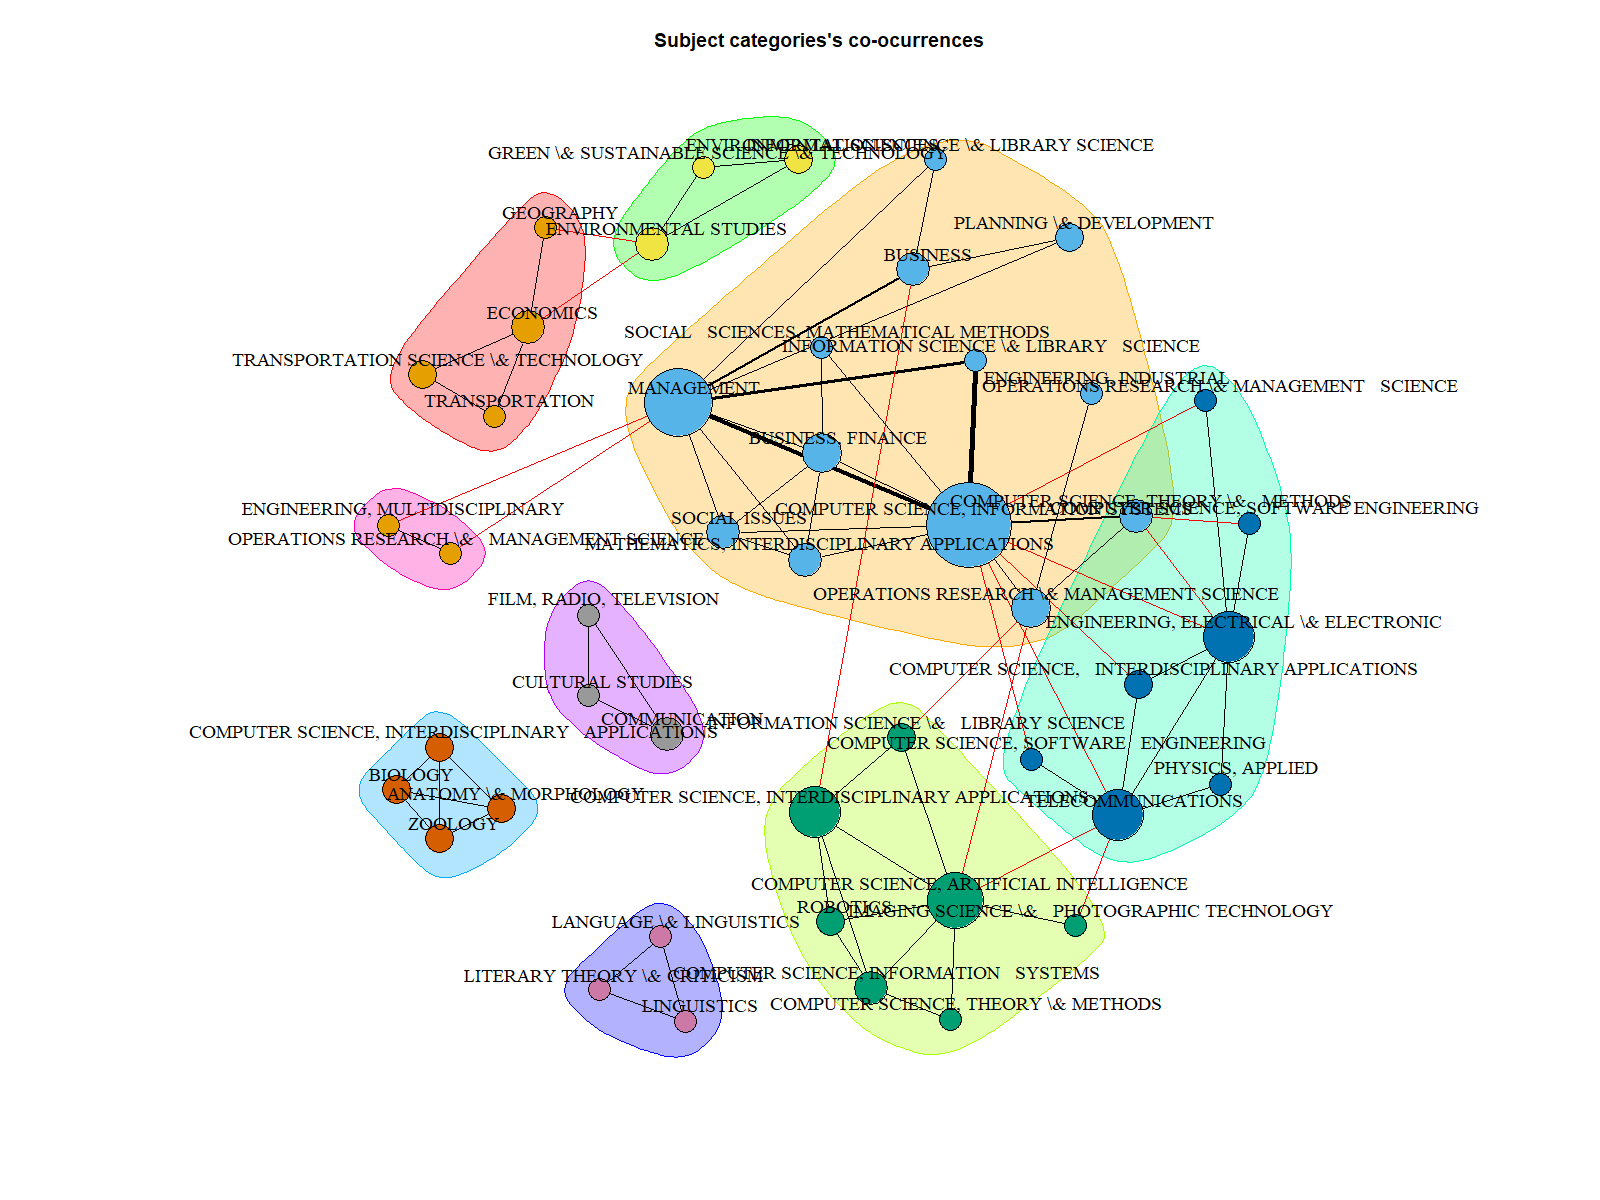 Subject categories's co-ocurrences
ENVIRONMENTAL SCIENCES
INFORMATION SCIENCE \& LIBRARY SCIENCE
GREEN \& SUSTAINABLE SCIENCE \& TECHNOLOGY
GEOGRAPHY
PLANNING \& DEVELOPMENT
ENVIRONMENTAL STUDIES
BUSINESS
ECONOMICS
SOCIAL   SCIENCES, MATHEMATICAL METHODS
INFORMATION SCIENCE \& LIBRARY   SCIENCE
TRANSPORTATION SCIENCE \& TECHNOLOGY
ENGINEERING, INDUSTRIAL
MANAGEMENT
OPERATIONS RESEARCH \& MANAGEMENT   SCIENCE
TRANSPORTATION
BUSINESS, FINANCE
COMPUTER SCIENCE, THEORY \&   METHODS
ENGINEERING, MULTIDISCIPLINARY
COMPUTER SCIENCE, INFORMATION SYSTEMS
COMPUTER SCIENCE, SOFTWARE ENGINEERING
SOCIAL ISSUES
OPERATIONS RESEARCH \&   MANAGEMENT SCIENCE
MATHEMATICS, INTERDISCIPLINARY APPLICATIONS
FILM, RADIO, TELEVISION
OPERATIONS RESEARCH \& MANAGEMENT SCIENCE
ENGINEERING, ELECTRICAL \& ELECTRONIC
COMPUTER SCIENCE,   INTERDISCIPLINARY APPLICATIONS
CULTURAL STUDIES
COMMUNICATION
INFORMATION SCIENCE \&   LIBRARY SCIENCE
COMPUTER SCIENCE, INTERDISCIPLINARY   APPLICATIONS
COMPUTER SCIENCE, SOFTWARE   ENGINEERING
PHYSICS, APPLIED
BIOLOGY
ANATOMY \& MORPHOLOGY
COMPUTER SCIENCE, INTERDISCIPLINARY APPLICATIONS
TELECOMMUNICATIONS
ZOOLOGY
COMPUTER SCIENCE, ARTIFICIAL INTELLIGENCE
ROBOTICS
IMAGING SCIENCE \&   PHOTOGRAPHIC TECHNOLOGY
LANGUAGE \& LINGUISTICS
LITERARY THEORY \& CRITICISM
COMPUTER SCIENCE, INFORMATION   SYSTEMS
LINGUISTICS
COMPUTER SCIENCE, THEORY \& METHODS